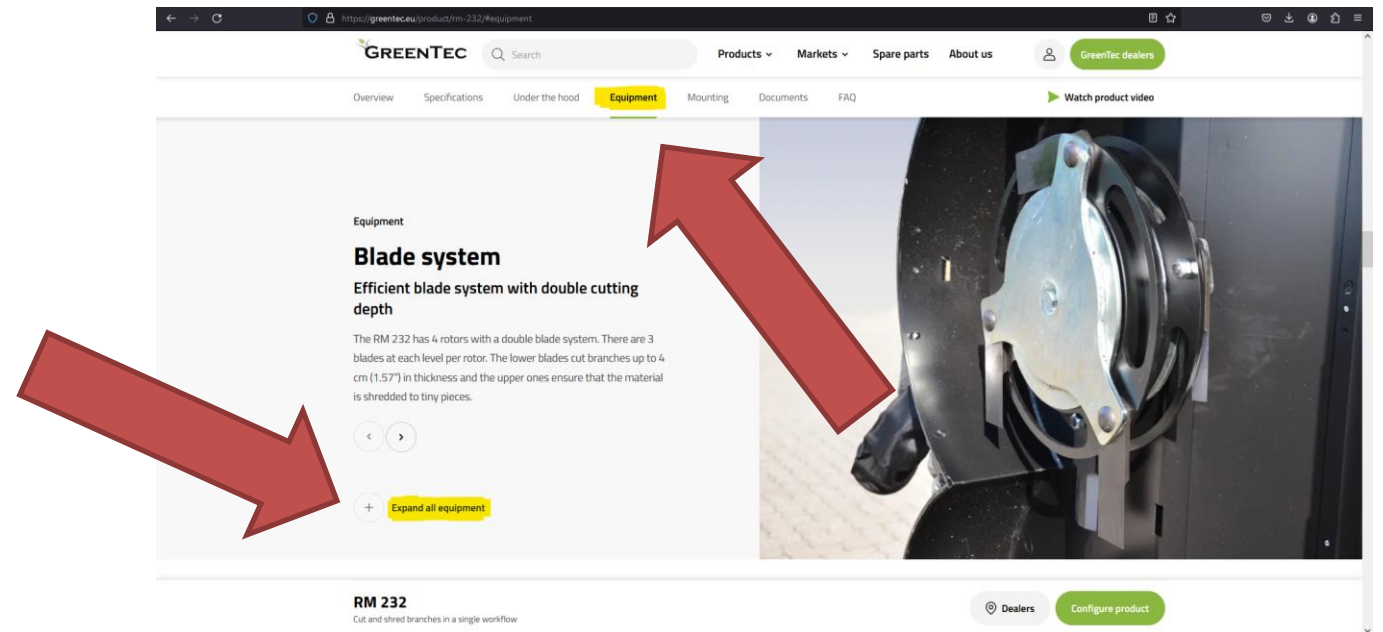 https://greentec.eu/product/rm-232/#equipment
GREENTEC
Search
Products
Markets
Spare parts
About us
GreenTec dealers
Overview
Specifications
Under the hood
Equipment
Mounting
Documents
FAQ
Watch product video
Equipment
Blade system
Efficient blade system with double cutting
depth
The RM 232 has 4 rotors with a double blade system. There are 3
blades at each level per rotor. The lower blades cut branches up to 4
cm (1.57") in thickness and the upper ones ensure that the material
is shredded to tiny pieces.
Expand all equipment
RM 232
Cut and shred branches in a single workflow
Dealers
Configure product